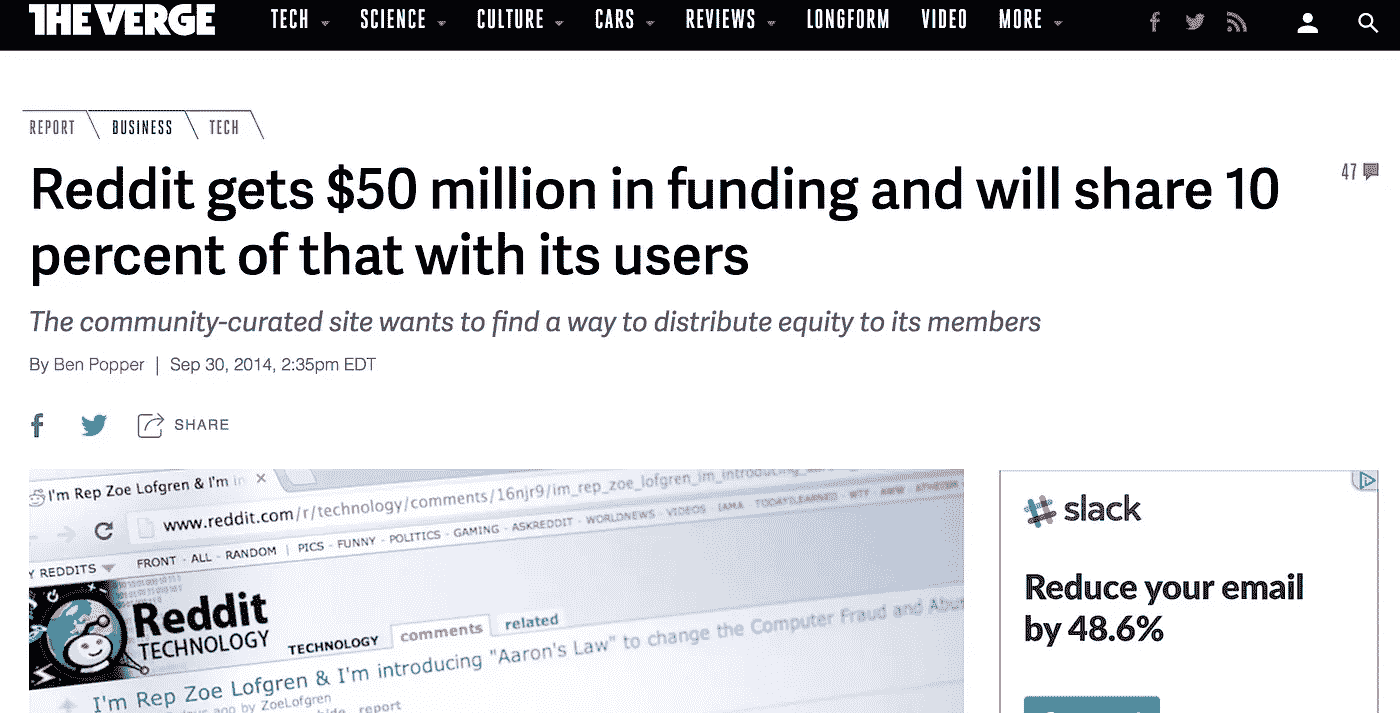 THE VERGE TECH SCIENCE CULTURE CARS REVIEWS LONGFORM VIDEO MORE
REPORT BUSINESS TECH
Reddit gets $50 million in funding and will share 10
percent of that with its users
47
The community-curated site wants to find a way to distribute equity to its members
By Ben Popper | Sep 30, 2014, 2:35pm EDT
SHARE
I'm Rep Zoe Lofgren & I'm in
www.reddit.com/r/technology/comments/16njr9/im_rep_zoe_lofgren_im_introducing_
Y REDDITS FRONT - ALL - RANDOM | PICS - FUNNY - POLITICS - GAMING - ASKREDDIT - WORLDNEWS - VIDEOS - IAMA - TODAYILEARNED - WTF - AWW - ATHEISM
Reddit
TECHNOLOGY TECHNOLOGY comments related
I'm Rep Zoe Lofgren & I'm introducing "Aaron's Law" to change the Computer Fraud and
ago by ZoeLofgren
report
slack
Reduce your email
by 48.6%